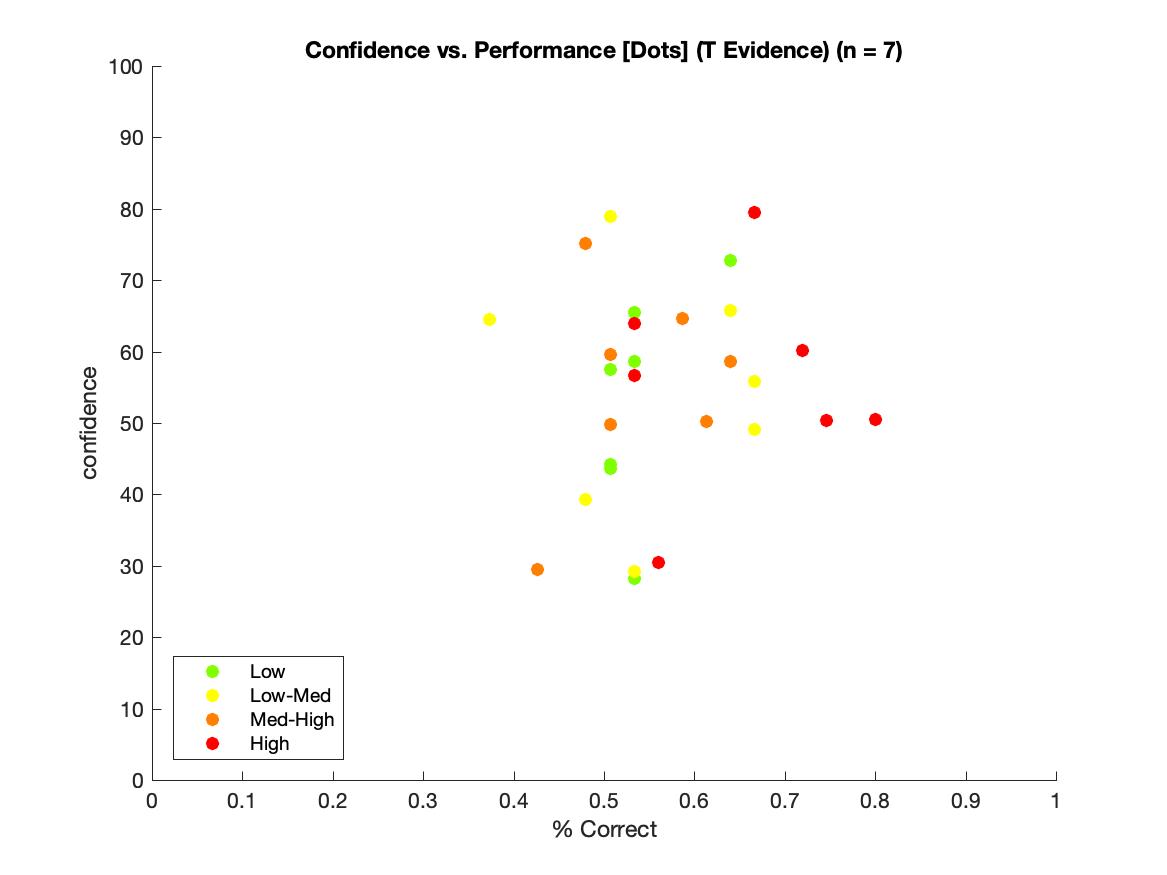 Confidence vs. Performance [Dots] (T Evidence) (n = 7)
100
90
80
70
60
50
40
30
20
10
0
confidence
Low
Low-Med
Med-High
High
0 0.1 0.2 0.3 0.4 0.5 0.6 0.7 0.8 0.9 1
% Correct